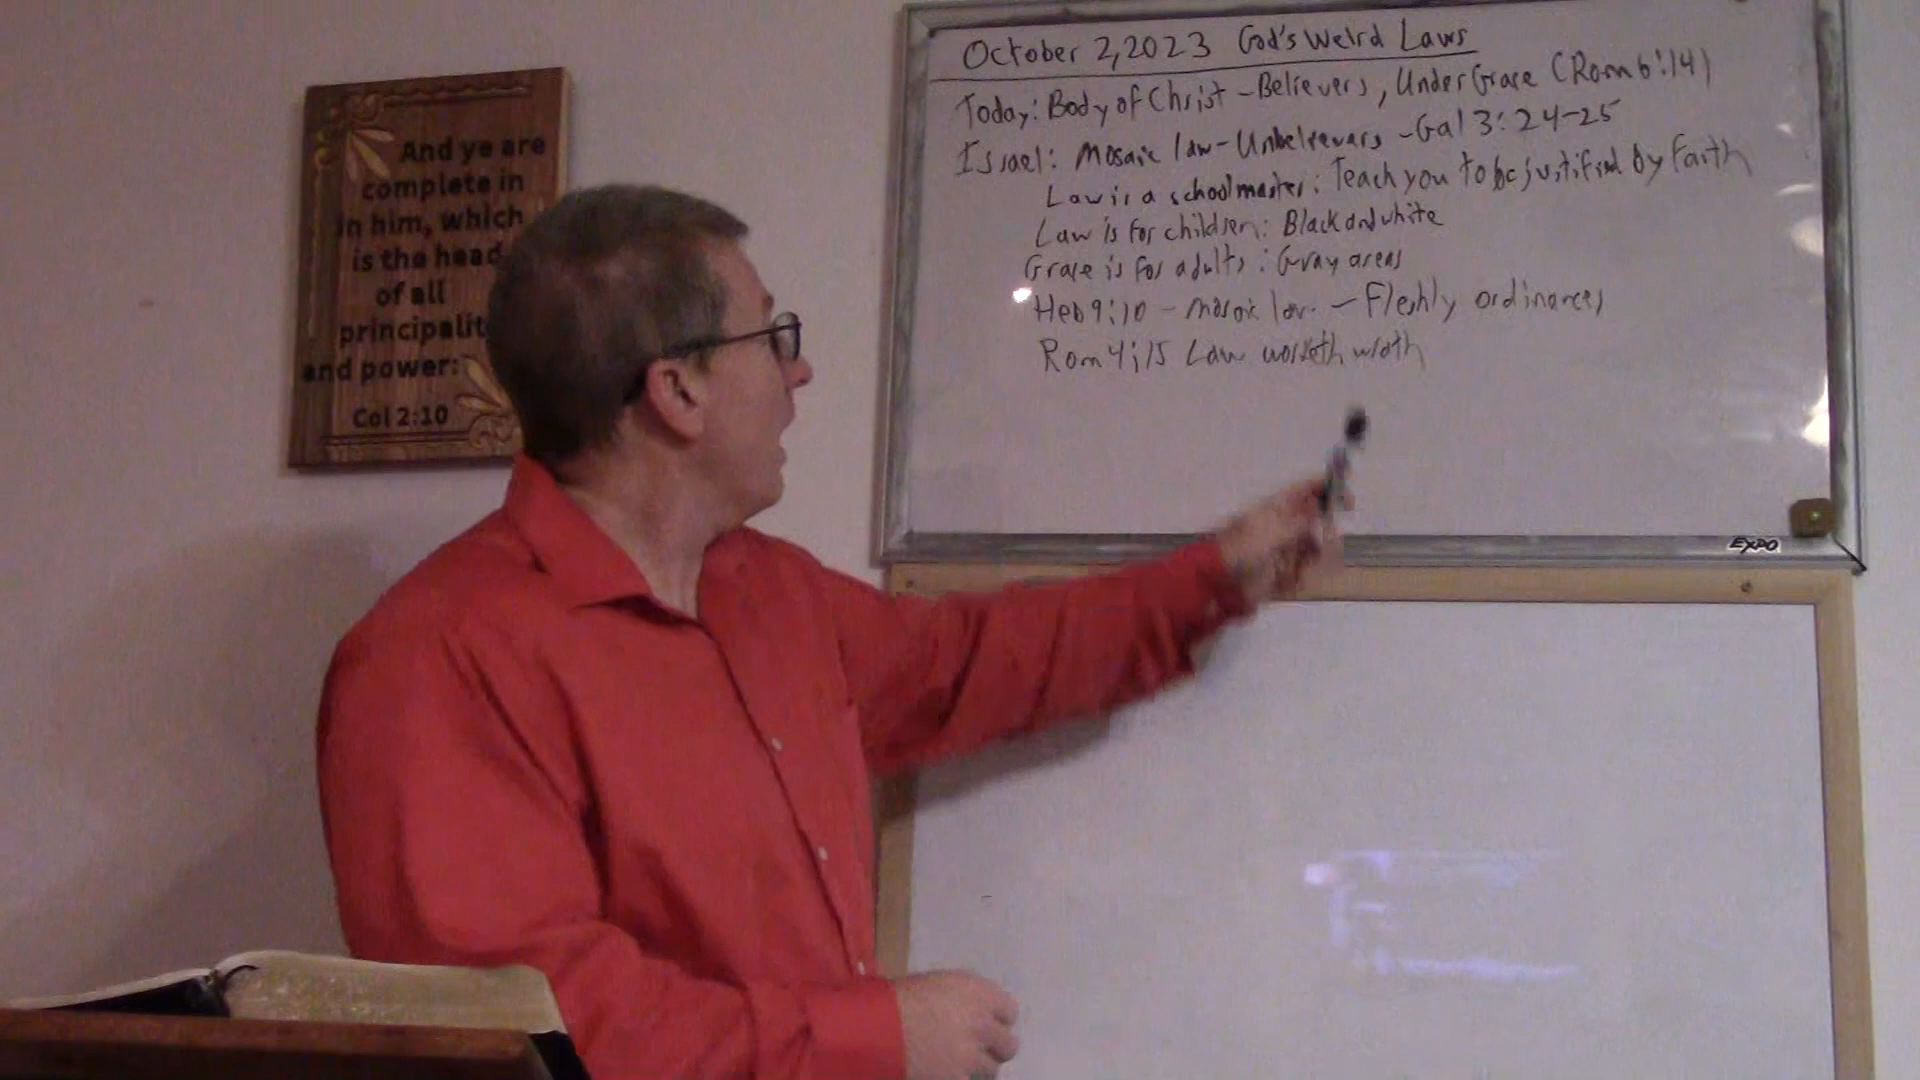 And ye are
complete in
in him, which
is the head
of all
principalit
and power:
Col 2:10
October 2, 2023 God's Weird Laws
Today: Body of Christ - Believers, Under Grace (Rom 6:14)
Israel: Mosaic law - Unbelievers - Gal 3:24-25
Law is a schoolmaster: Teach you to be justified by faith
Law is for children: Black and white
Grace is for adults: Gray areas
Heb 9:10 - Mosaic law - Fleshly ordinances
Rom 4:15 Law worketh wrath
EXPO